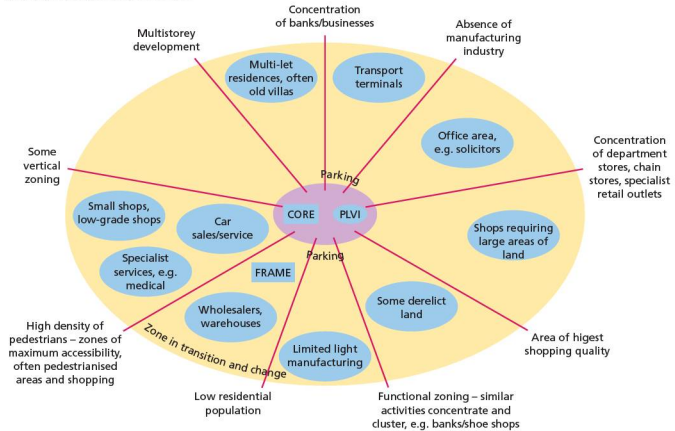 Concentration
of banks/businesses
Multistorey
development
Absence of
manufacturing
industry
Multi-let
residences, often
old villas
Transport
terminals
Office area,
e.g. solicitors
Some
vertical
zoning
Concentration
of department
stores, chain
stores, specialist
retail outlets
Parking
Small shops,
low-grade shops
Car
sales/service
CORE
PLVI
Shops requiring
large areas of
land
Parking
Specialist
services, e.g.
medical
FRAME
Some derelict
land
Wholesalers,
warehouses
Limited light
manufacturing
Zone in transition and change
High density of
pedestrians – zones of
maximum accessibility,
often pedestrianised
areas and shopping
Area of higest
shopping quality
Low residential
population
Functional zoning – similar
activities concentrate and
cluster, e.g. banks/shoe shops